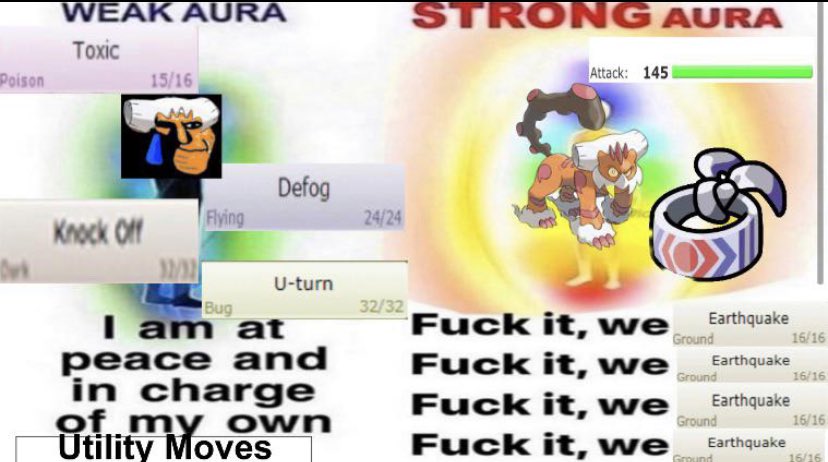 WEAK AURA
Toxic
Poison 15/16
Defog
Flying 24/24
Knock Off
Dark 32/32
U-turn
Bug 32/32
I am at
peace and
in charge
of my own
Utility Moves
STRONG AURA
Attack: 145
Fuck it, we Earthquake
Ground 16/16
Fuck it, we Earthquake
Ground 16/16
Fuck it, we Earthquake
Ground 16/16
Fuck it, we Earthquake
Ground 16/16